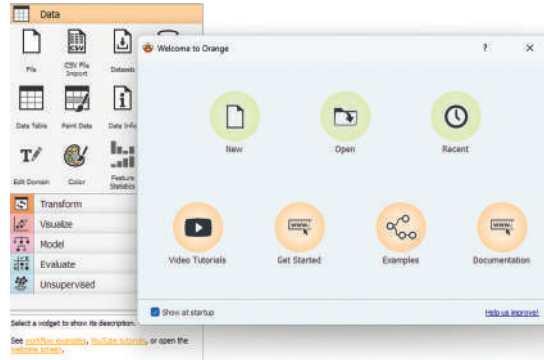 Data
File
CSV File
Import
Datasets
Data Table
Paint Data
Data Info
Edit Domain
Color
Feature
Statistics
Transform
Visualize
Model
Evaluate
Unsupervised
Select a widget to show its description.
See workflow examples, YouTube tutorials, or open the
welcome screen.
Welcome to Orange
?
New
Open
Recent
Video Tutorials
Get Started
Examples
Documentation
Show at startup
Help us improve!